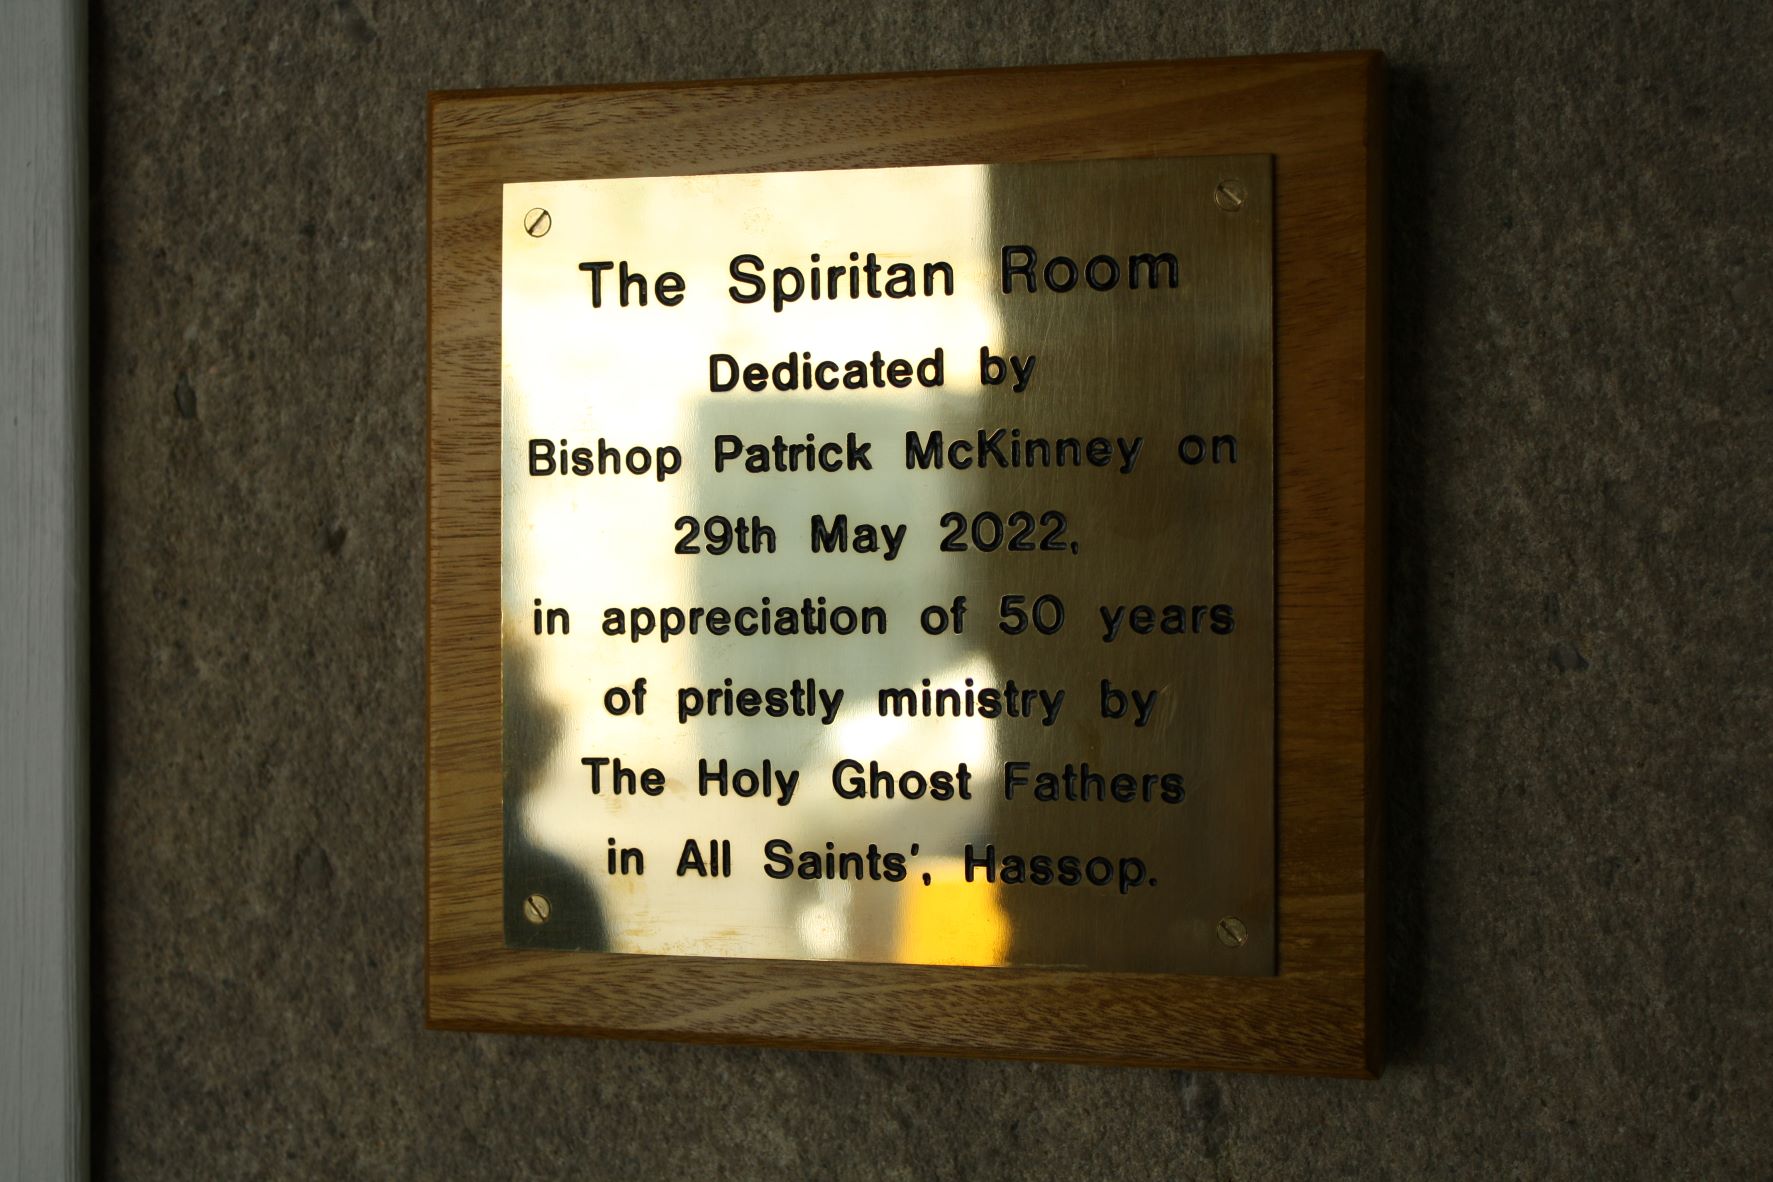 The Spiritan Room
Dedicated by
Bishop Patrick McKinney on
29th May 2022,
in appreciation of 50 years
of priestly ministry by
The Holy Ghost Fathers
in All Saints', Hassop.